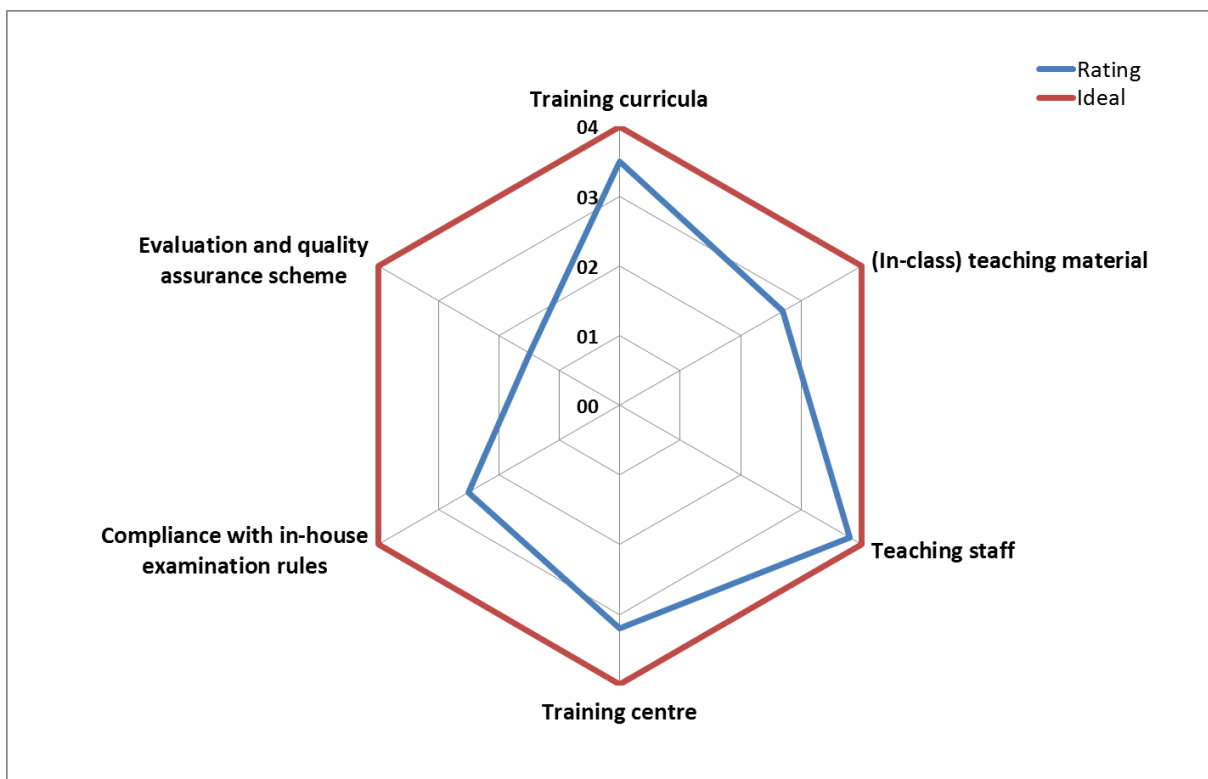 Rating
Ideal
Training curricula
04
03
Evaluation and quality
assurance scheme
(In-class) teaching material
02
01
00
Compliance with in-house
examination rules
Teaching staff
Training centre